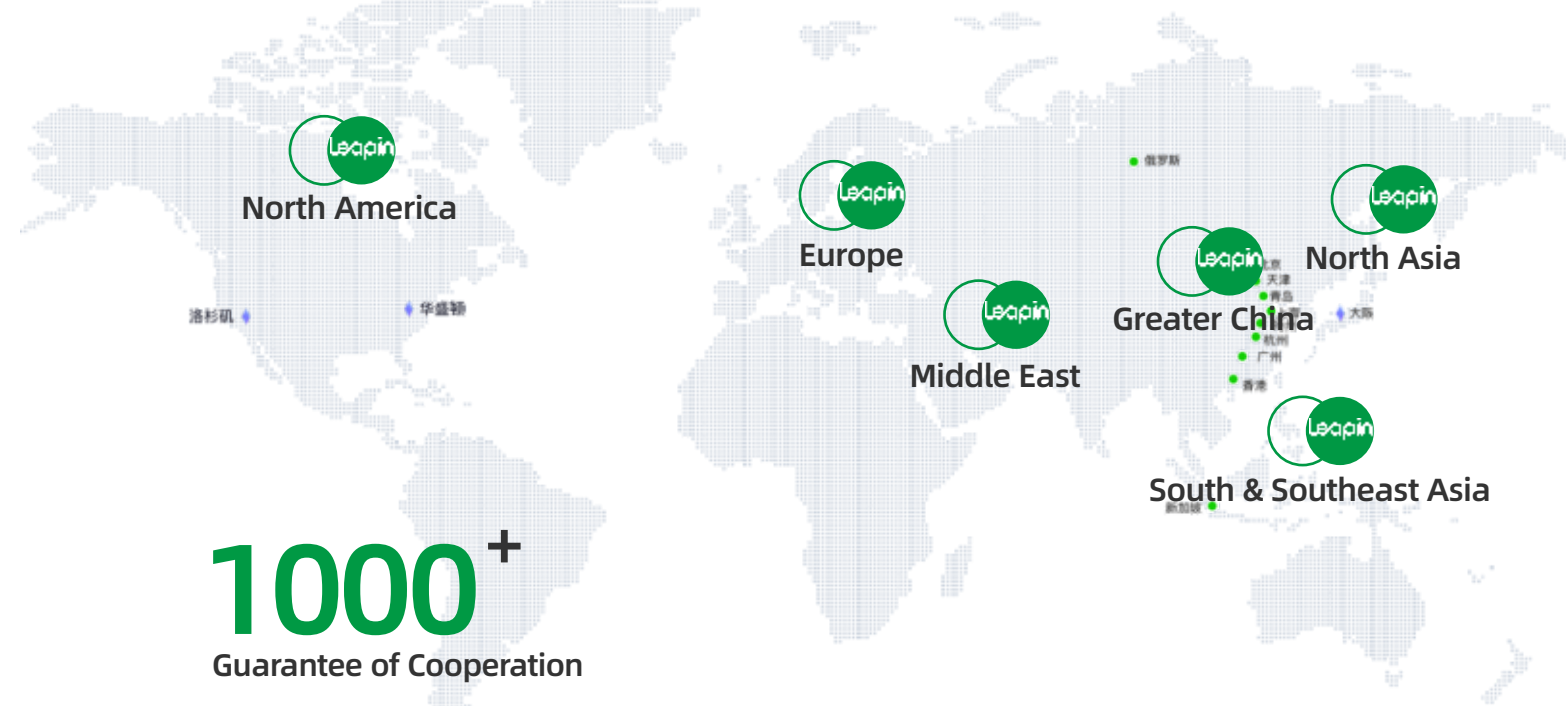 Leapin
North America
俄罗斯
Leapin
Europe
Leapin
North Asia
Leapin
Greater China
北京
天津
青岛
杭州
广州
香港
大阪
洛杉矶
华盛顿
Leapin
Middle East
Leapin
South & Southeast Asia
新加坡
1000+
Guarantee of Cooperation